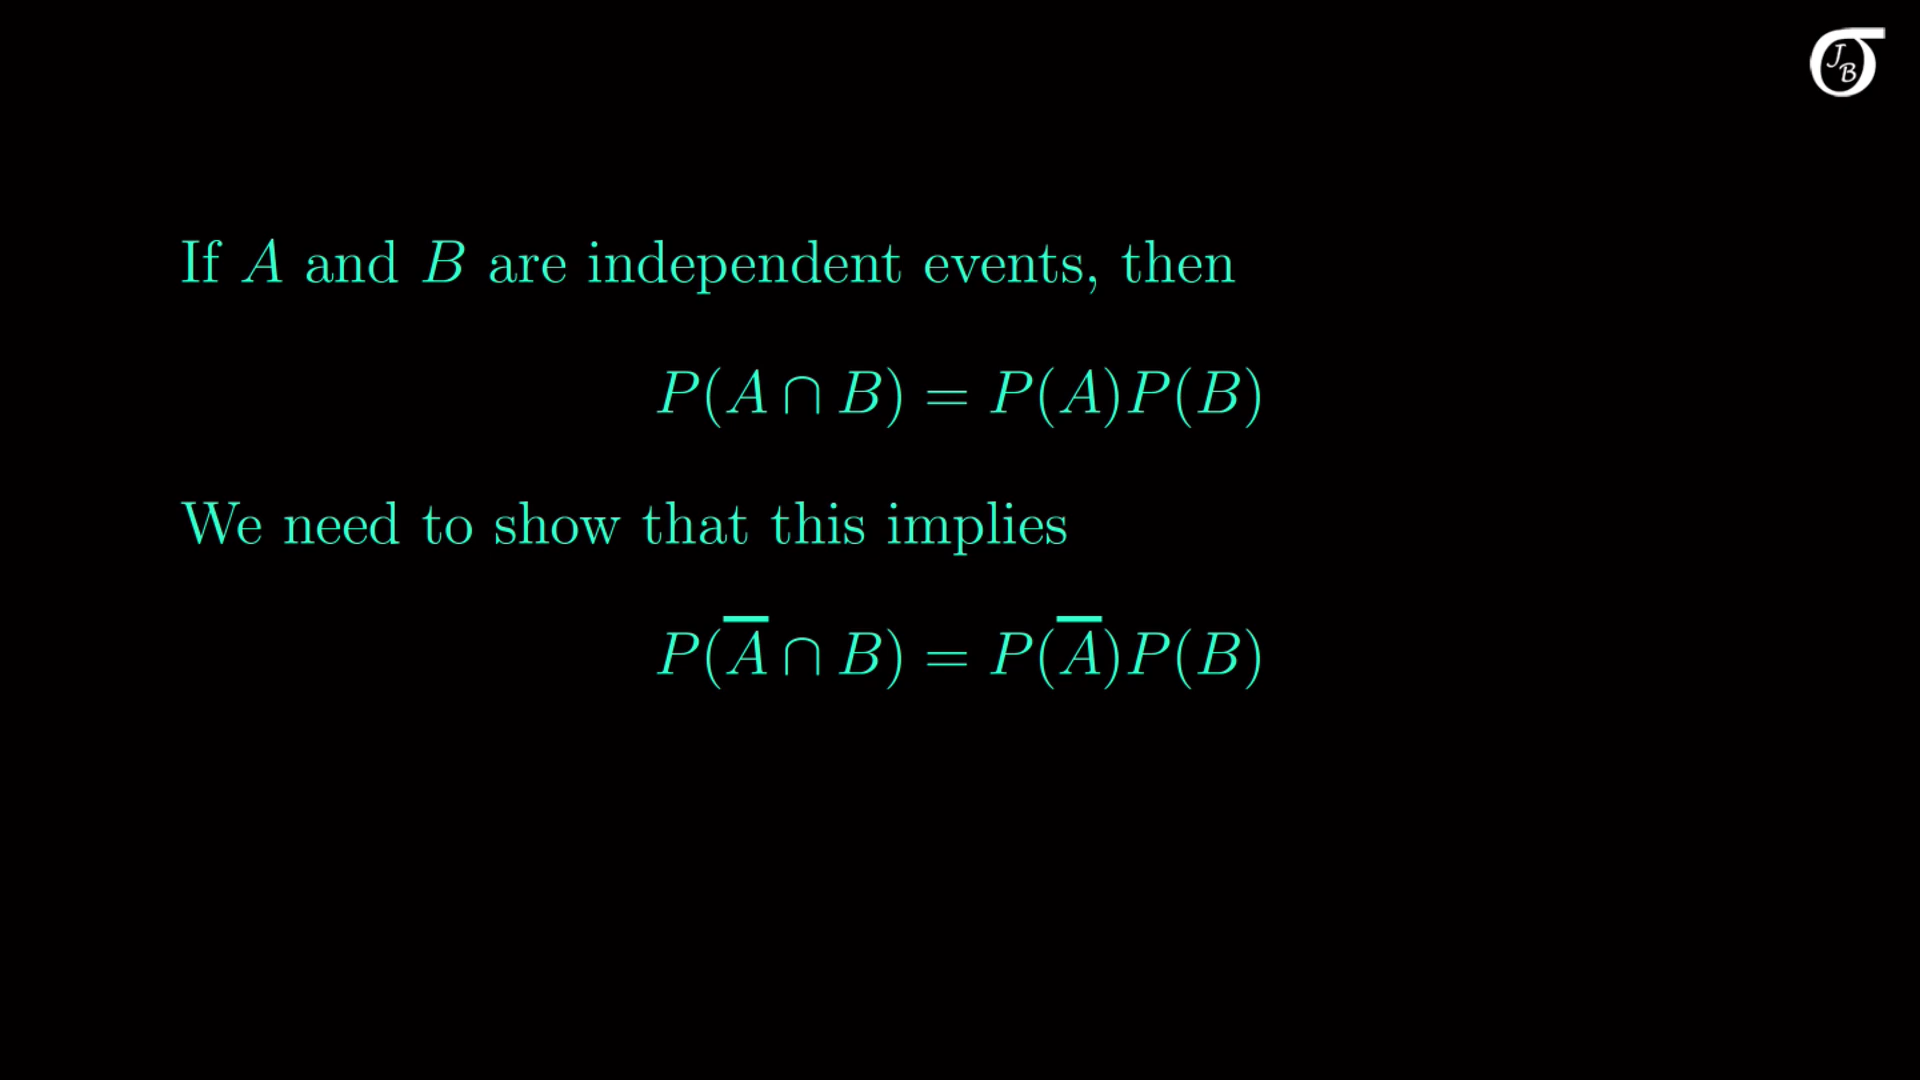 J
B
If A and B are independent events, then
P(A ∩ B) = P(A)P(B)
We need to show that this implies
P(A̅ ∩ B) = P(A̅)P(B)